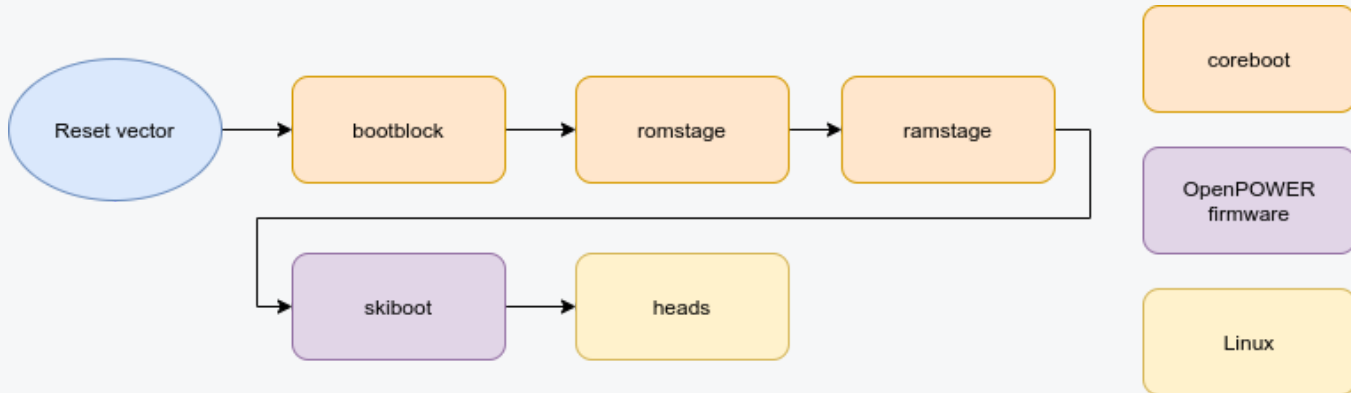 Reset vector
bootblock
romstage
ramstage
skiboot
heads
coreboot
OpenPOWER
firmware
Linux